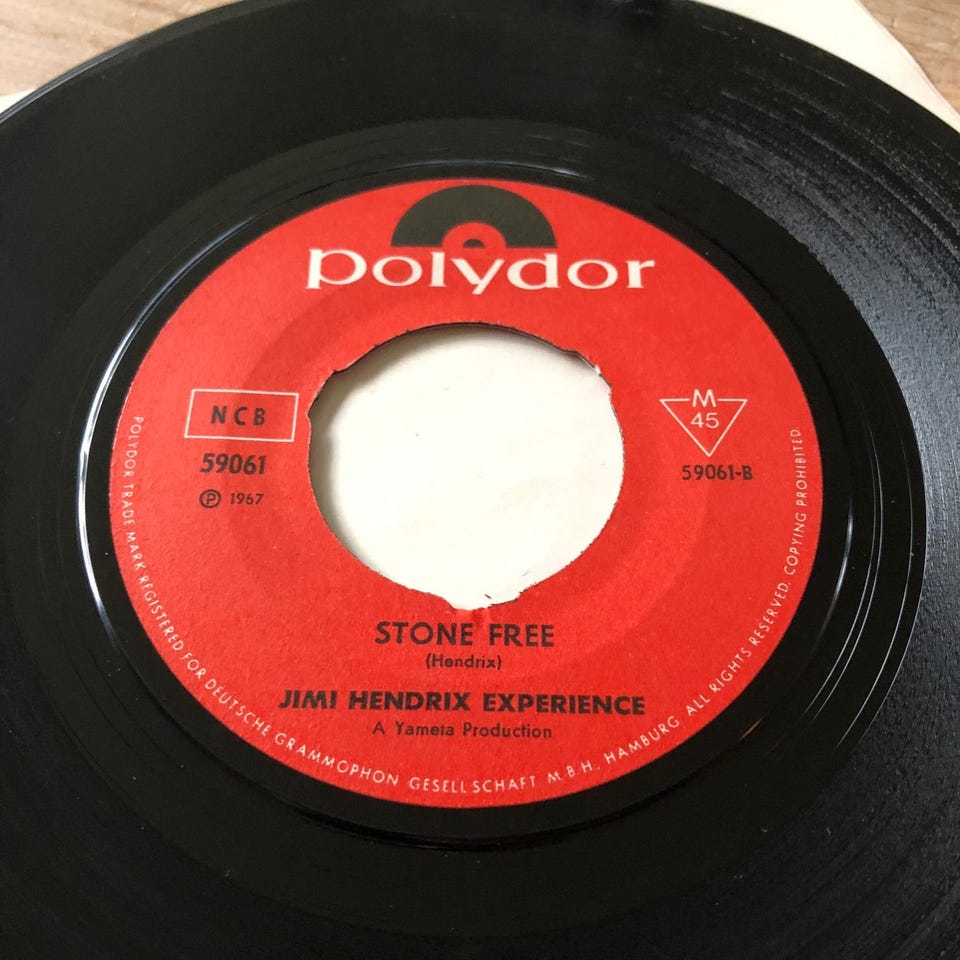 polydor
NCB
59061
Ⓟ 1967
M
45
59061-B
STONE FREE
(Hendrix)
JIMI HENDRIX EXPERIENCE
A Yameta Production
POLYDOR TRADE MARK REGISTERED FOR DEUTSCHE GRAMMOPHON GESELLSCHAFT M.B.H., HAMBURG ALL RIGHTS RESERVED. COPYING PROHIBITED.